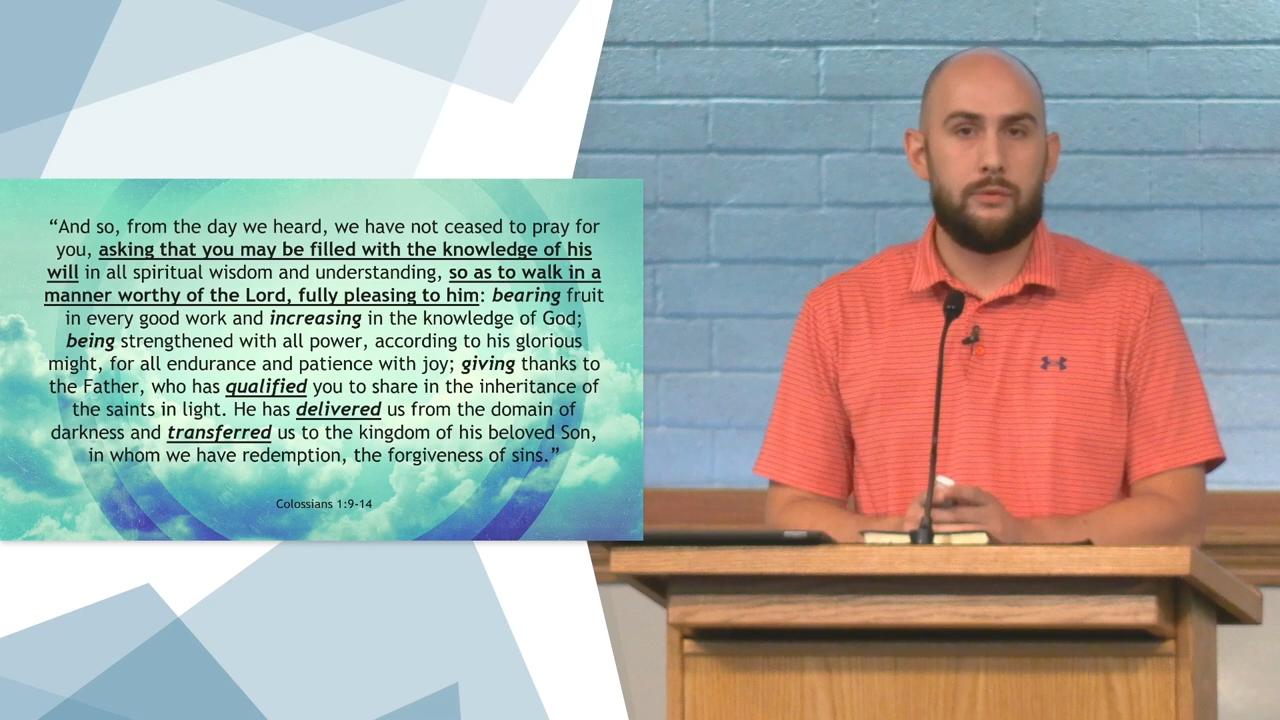 “And so, from the day we heard, we have not ceased to pray for
you, asking that you may be filled with the knowledge of his
will in all spiritual wisdom and understanding, so as to walk in a
manner worthy of the Lord, fully pleasing to him: bearing fruit
in every good work and increasing in the knowledge of God;
being strengthened with all power, according to his glorious
might, for all endurance and patience with joy; giving thanks to
the Father, who has qualified you to share in the inheritance of
the saints in light. He has delivered us from the domain of
darkness and transferred us to the kingdom of his beloved Son,
in whom we have redemption, the forgiveness of sins.”
Colossians 1:9-14